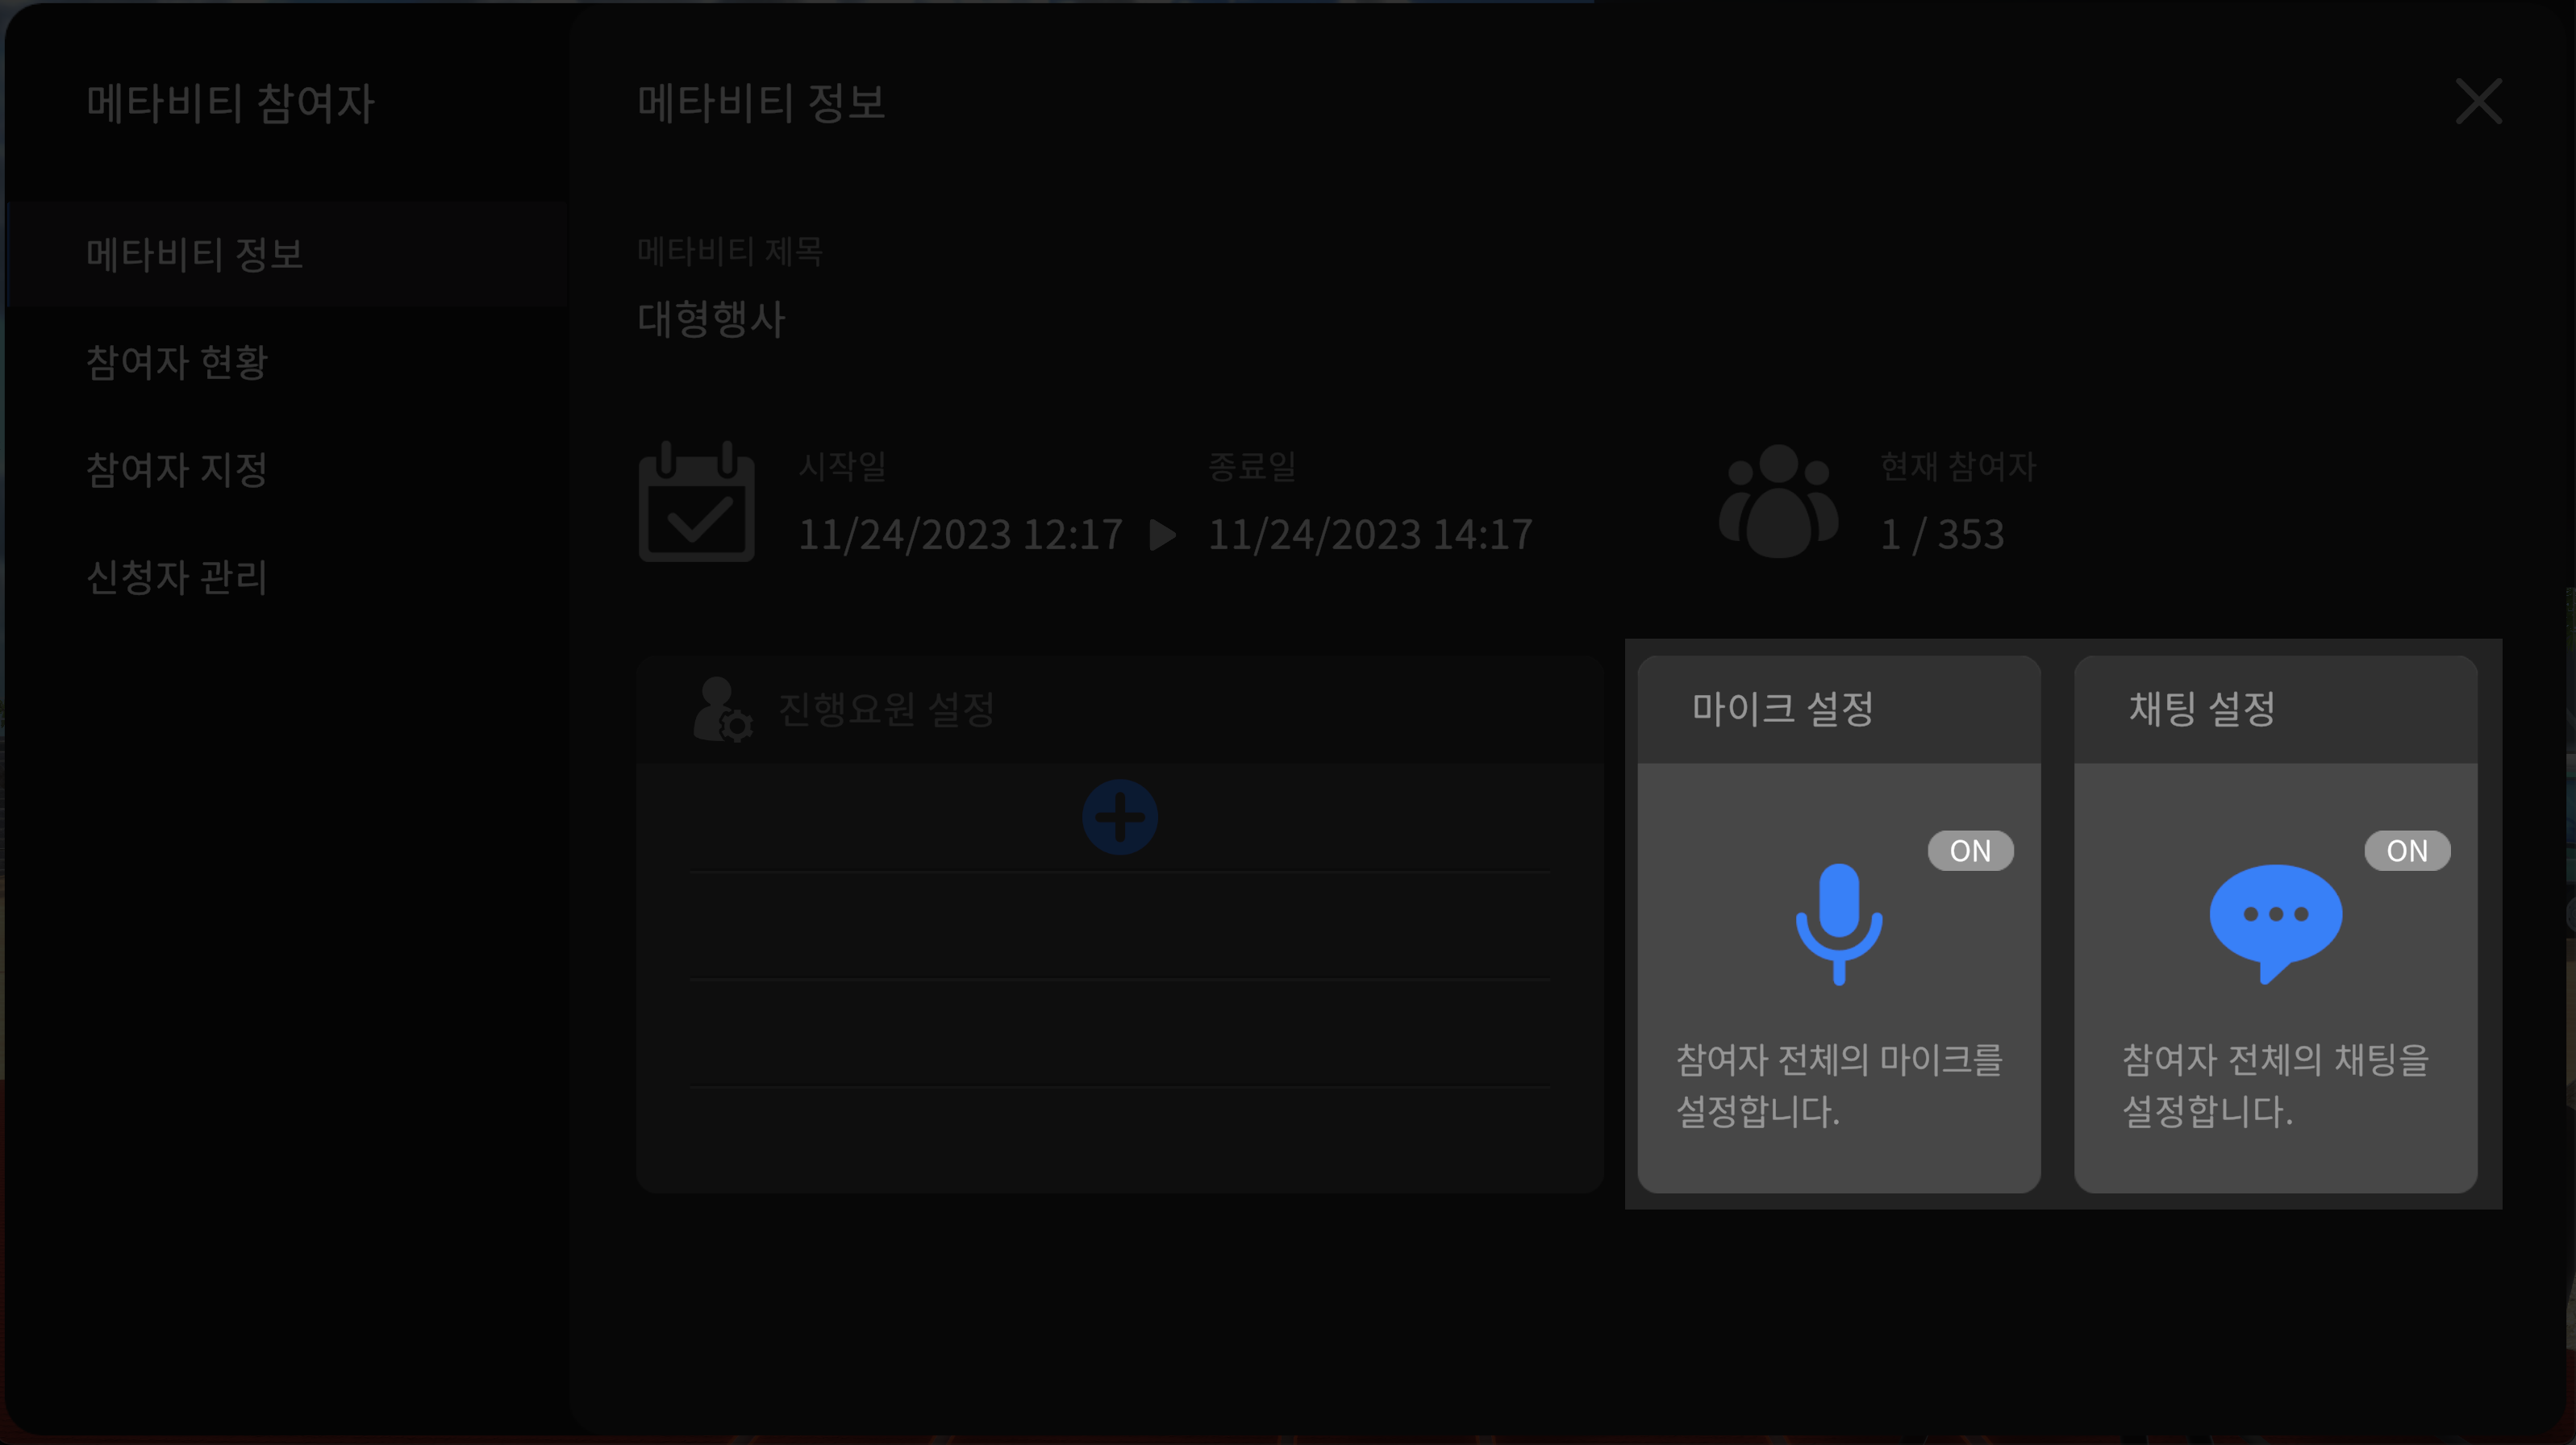 메타비티 참여자
메타비티 정보
참여자 현황
참여자 지정
신청자 관리
메타비티 정보
메타비티 제목
대형행사
시작일
11/24/2023 12:17
종료일
11/24/2023 14:17
현재 참여자
1 / 353
진행요원 설정
마이크 설정
ON
참여자 전체의 마이크를
설정합니다.
채팅 설정
ON
참여자 전체의 채팅을
설정합니다.